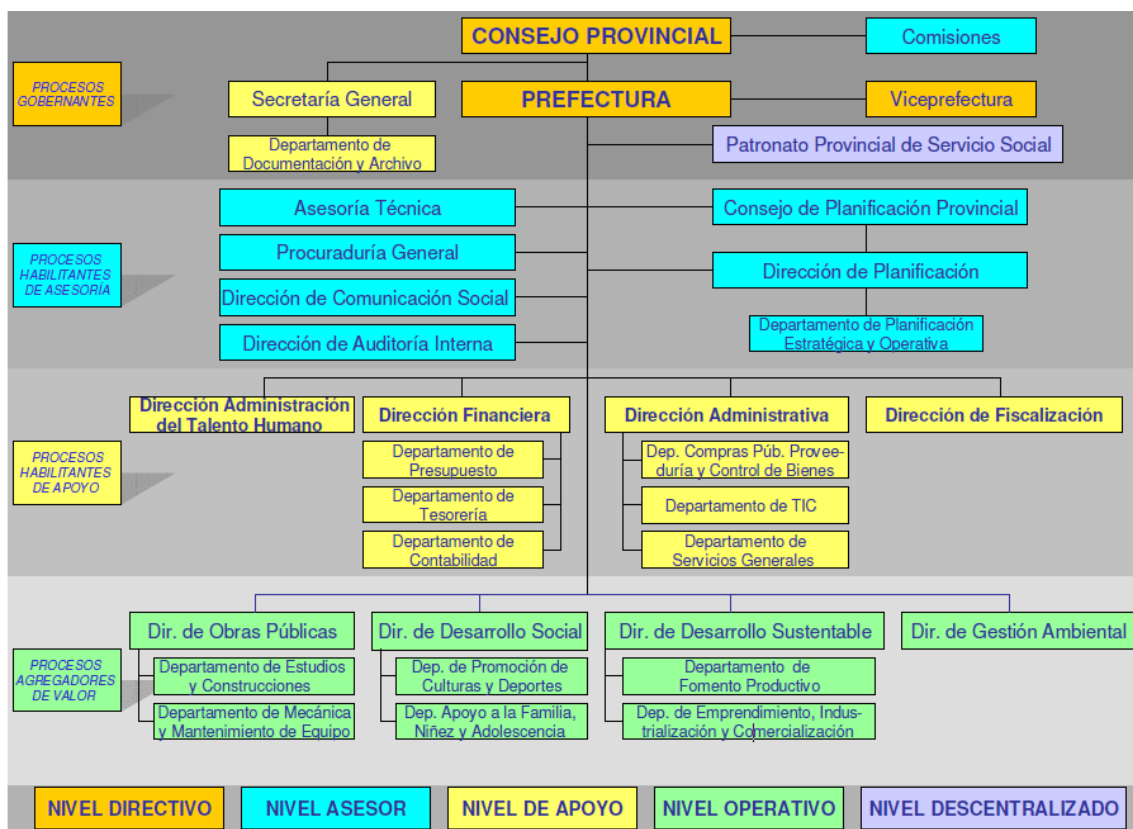 CONSEJO PROVINCIAL
Comisiones
PROCESOS
GOBERNANTES
Secretaría General
PREFECTURA
Viceprefectura
Departamento de
Documentación y Archivo
Patronato Provincial de Servicio Social
PROCESOS
HABILITANTES
DE ASESORÍA
Asesoría Técnica
Consejo de Planificación Provincial
Procuraduría General
Dirección de Planificación
Dirección de Comunicación Social
Dirección de Auditoría Interna
Departamento de Planificación
Estratégica y Operativa
PROCESOS
HABILITANTES
DE APOYO
Dirección Administración
del Talento Humano
Dirección Financiera
Dirección Administrativa
Dirección de Fiscalización
Departamento de
Presupuesto
Dep. Compras Púb. Provee-
duría y Control de Bienes
Departamento de
Tesorería
Departamento de TIC
Departamento de
Contabilidad
Departamento de
Servicios Generales
PROCESOS
AGREGADORES
DE VALOR
Dir. de Obras Públicas
Dir. de Desarrollo Social
Dir. de Desarrollo Sustentable
Dir. de Gestión Ambiental
Departamento de Estudios
y Construcciones
Dep. de Promoción de
Culturas y Deportes
Departamento de
Fomento Productivo
Departamento de Mecánica
y Mantenimiento de Equipo
Dep. Apoyo a la Familia,
Niñez y Adolescencia
Dep. de Emprendimiento, Indus-
trialización y Comercialización
NIVEL DIRECTIVO
NIVEL ASESOR
NIVEL DE APOYO
NIVEL OPERATIVO
NIVEL DESCENTRALIZADO